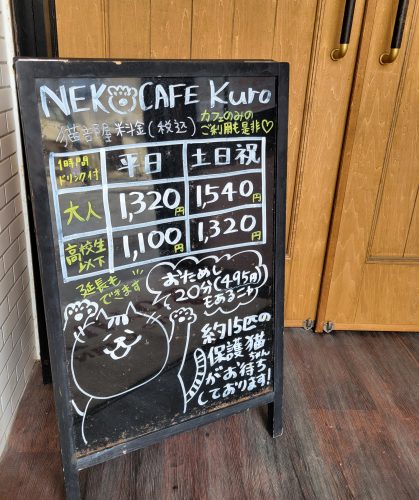 NEKOCAFE Kuro
猫部屋料金(税込)
カフェのみの
ご利用も是非♡
1時間
ドリンク付
平日
土日祝
大人
1,320円
1,540円
高校生
以下
1,100円
1,320円
延長も
できます
おためし
20分(495円)
もあるニャ
約15匹の
保護猫ちゃん
がお待ち
しております!